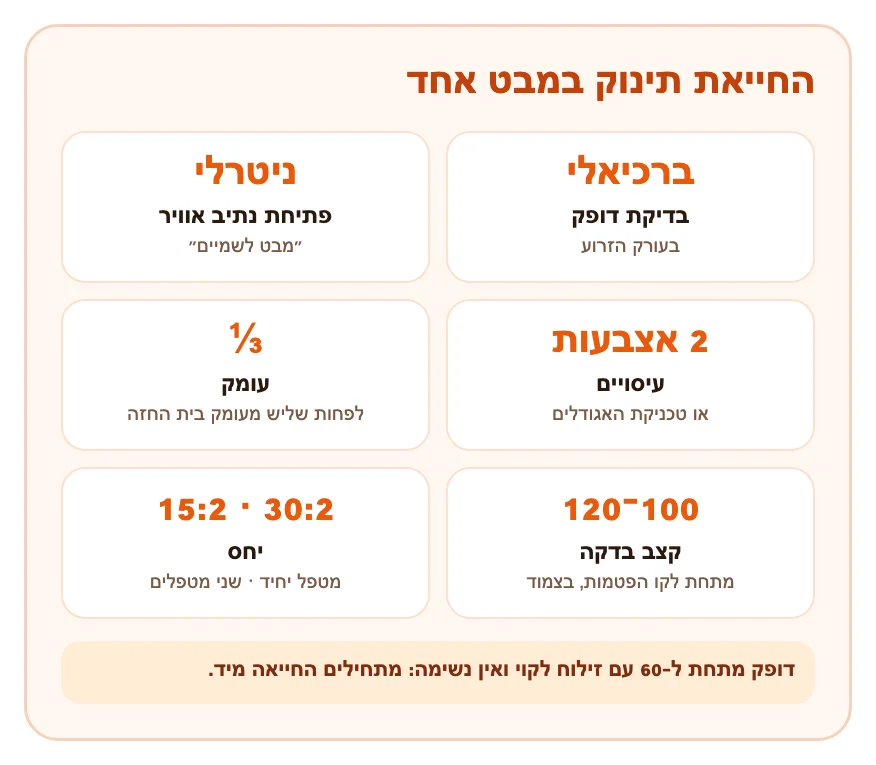 החייאת תינוק במבט אחד
ברכיאלי
בדיקת דופק
בעורק הזרוע
ניטרלי
פתיחת נתיב אוויר
״מבט לשמיים״
2 אצבעות
עיסויים
או טכניקת האגודלים
⅓
עומק
לפחות שליש מעומק בית החזה
100־120
קצב בדקה
מתחת לקו הפטמות, בצמוד
30:2 · 15:2
יחס
מטפל יחיד · שני מטפלים
דופק מתחת ל-60 עם זילוח לקוי ואין נשימה: מתחילים החייאה מיד.